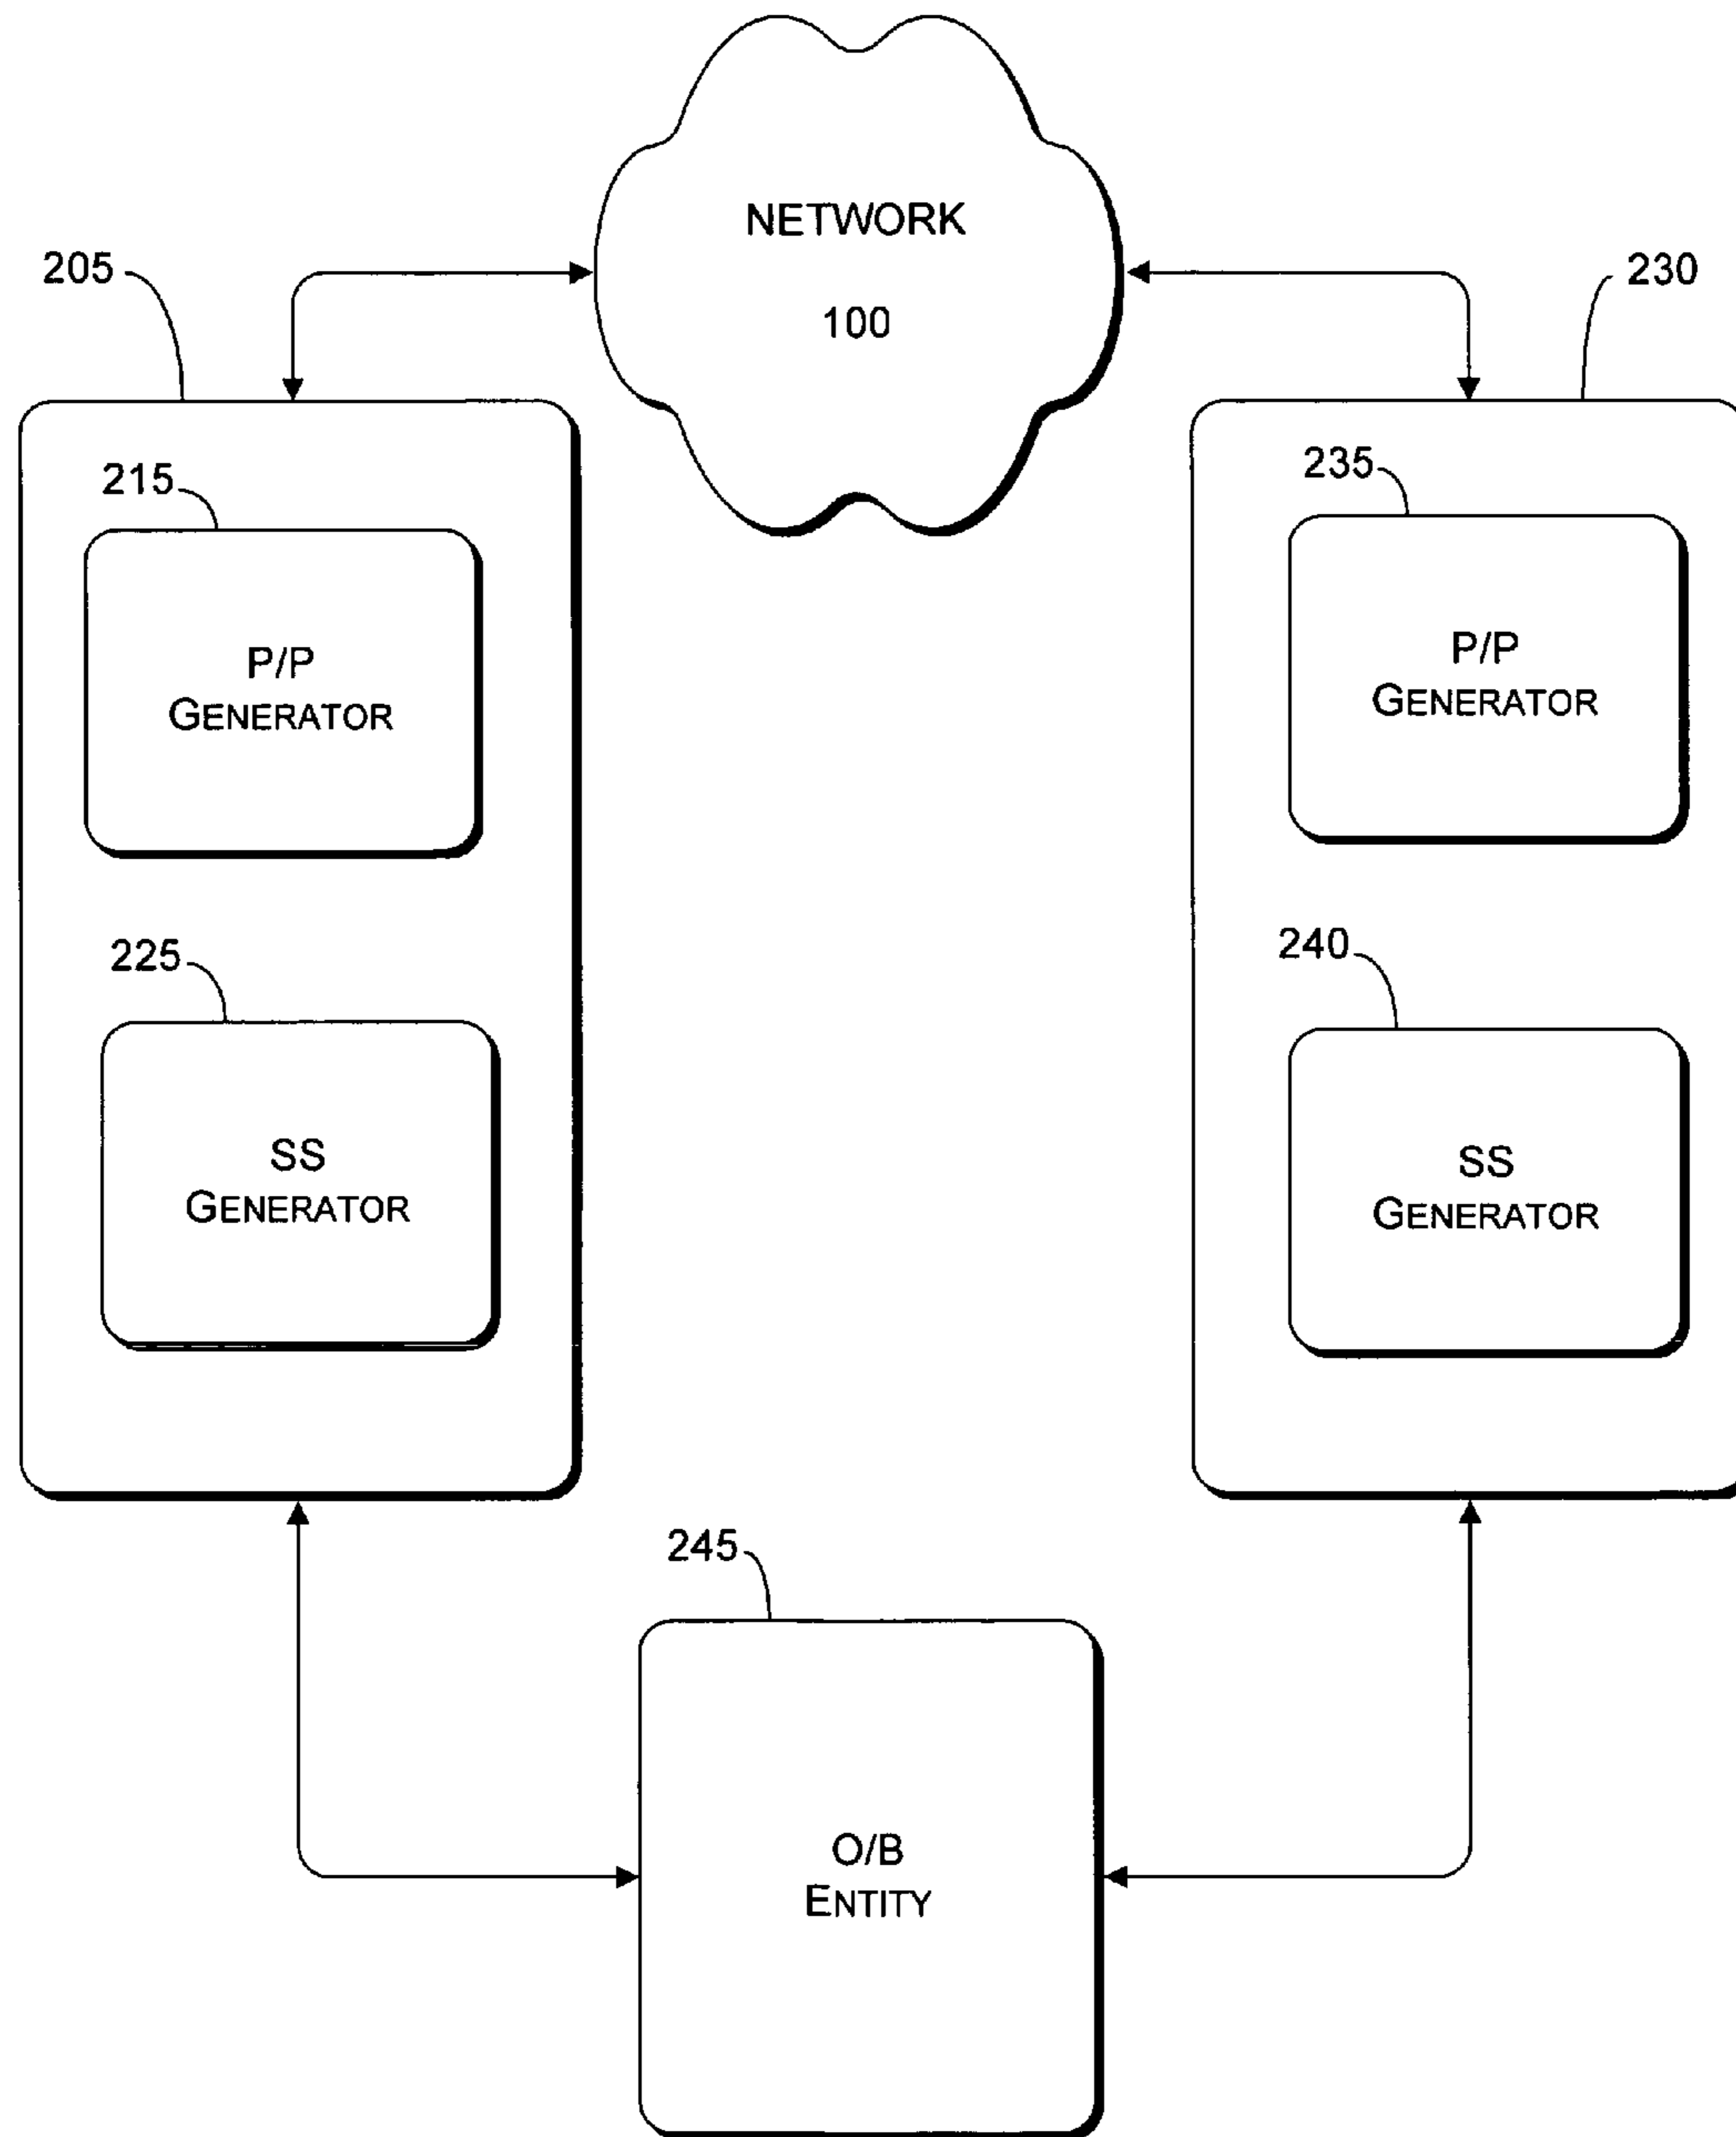 NETWORK
100
205
230
215
235
P/P
GENERATOR
P/P
GENERATOR
225
240
SS
GENERATOR
SS
GENERATOR
245
O/B
ENTITY